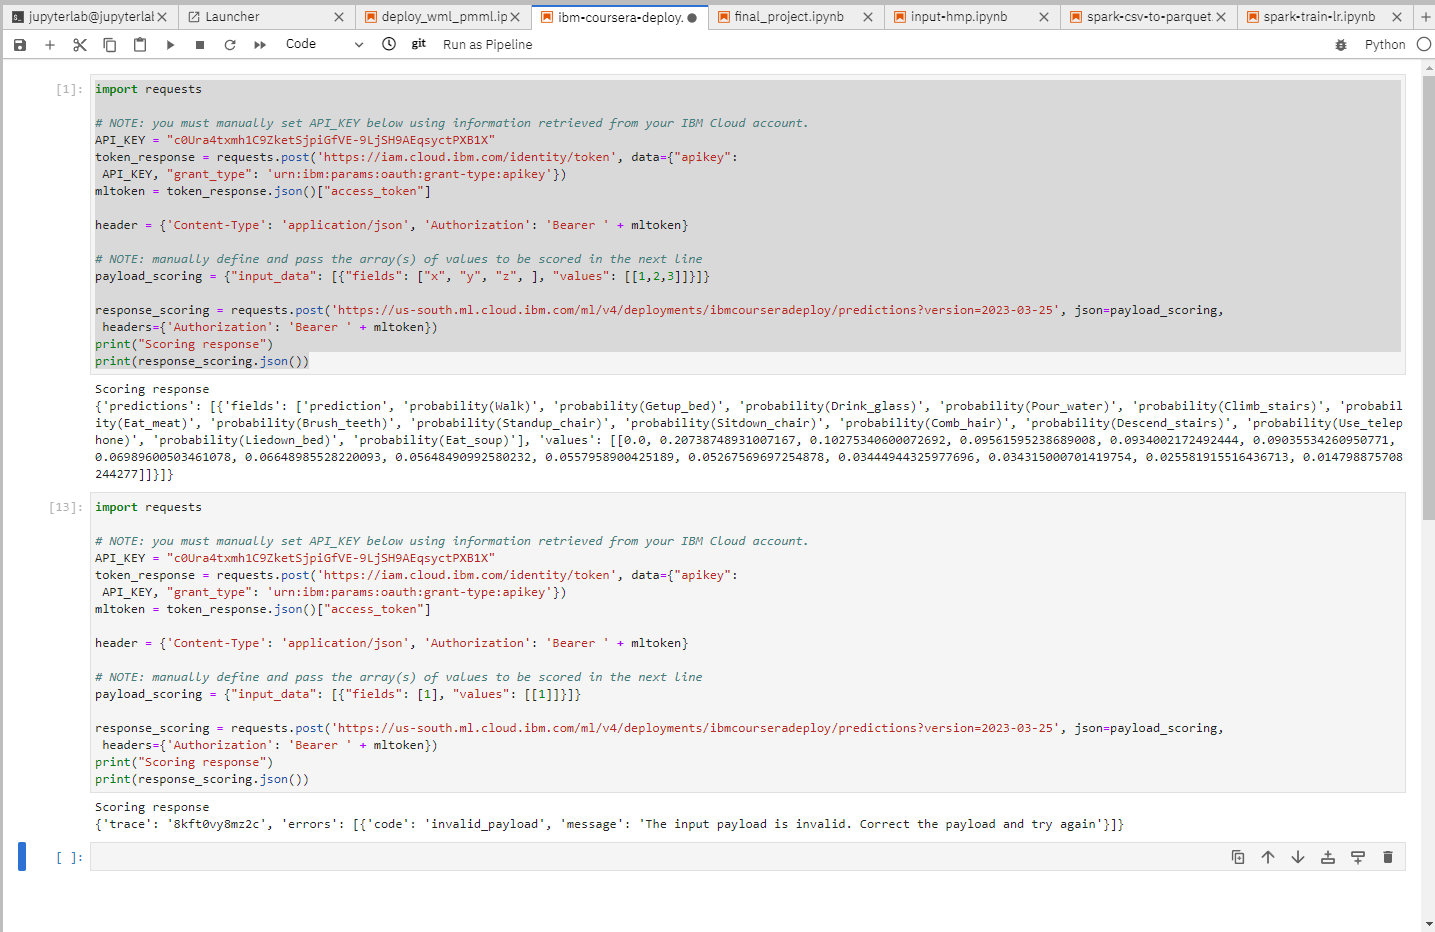 jupyterlab@jupyterlal
Launcher
deploy_wml_pmml.ip
ibm-coursera-deploy.
final_project.ipynb
input-hmp.ipynb
spark-csv-to-parquet.
spark-train-lr.ipynb
Code
git
Run as Pipeline
Python
[1]:
import requests
# NOTE: you must manually set API_KEY below using information retrieved from your IBM Cloud account.
API_KEY = "c0Ura4txmh1C9ZketSjpiGfVE-9LjSH9AEqsyctPXB1X"
token_response = requests.post('https://iam.cloud.ibm.com/identity/token', data={"apikey":
API_KEY, "grant_type": 'urn:ibm:params:oauth:grant-type:apikey'})
mltoken = token_response.json()["access_token"]
header = {'Content-Type': 'application/json', 'Authorization': 'Bearer ' + mltoken}
# NOTE: manually define and pass the array(s) of values to be scored in the next line
payload_scoring = {"input_data": [{"fields": ["x", "y", "z", ], "values": [[1,2,3]]}]}
response_scoring = requests.post('https://us-south.ml.cloud.ibm.com/ml/v4/deployments/ibmcourseradeploy/predictions?version=2023-03-25', json=payload_scoring,
headers={'Authorization': 'Bearer ' + mltoken})
print("Scoring response")
print(response_scoring.json())
Scoring response
{'predictions': [{'fields': ['prediction', 'probability(Walk)', 'probability(Getup_bed)', 'probability(Drink_glass)', 'probability(Pour_water)', 'probability(Climb_stairs)', 'probabil
ity(Eat_meat)', 'probability(Brush_teeth)', 'probability(Standup_chair)', 'probability(Sitdown_chair)', 'probability(Comb_hair)', 'probability(Descend_stairs)', 'probability(Use_telep
hone)', 'probability(Liedown_bed)', 'probability(Eat_soup)'], 'values': [[0.0, 0.20738748931007167, 0.10275340600072692, 0.09561595238689008, 0.0934002172492444, 0.09035534260950771,
0.06989600503461078, 0.06648985528220093, 0.05648490992580232, 0.0557958900425189, 0.05267569697254878, 0.03444944325977696, 0.034315000701419754, 0.025581915516436713, 0.014798875708
244277]]}]}
[13]:
import requests
# NOTE: you must manually set API_KEY below using information retrieved from your IBM Cloud account.
API_KEY = "c0Ura4txmh1C9ZketSjpiGfVE-9LjSH9AEqsyctPXB1X"
token_response = requests.post('https://iam.cloud.ibm.com/identity/token', data={"apikey":
API_KEY, "grant_type": 'urn:ibm:params:oauth:grant-type:apikey'})
mltoken = token_response.json()["access_token"]
header = {'Content-Type': 'application/json', 'Authorization': 'Bearer ' + mltoken}
# NOTE: manually define and pass the array(s) of values to be scored in the next line
payload_scoring = {"input_data": [{"fields": [1], "values": [[1]]}]}
response_scoring = requests.post('https://us-south.ml.cloud.ibm.com/ml/v4/deployments/ibmcourseradeploy/predictions?version=2023-03-25', json=payload_scoring,
headers={'Authorization': 'Bearer ' + mltoken})
print("Scoring response")
print(response_scoring.json())
Scoring response
{'trace': '8kft0vy8mz2c', 'errors': [{'code': 'invalid_payload', 'message': 'The input payload is invalid. Correct the payload and try again'}]}
[ ]: